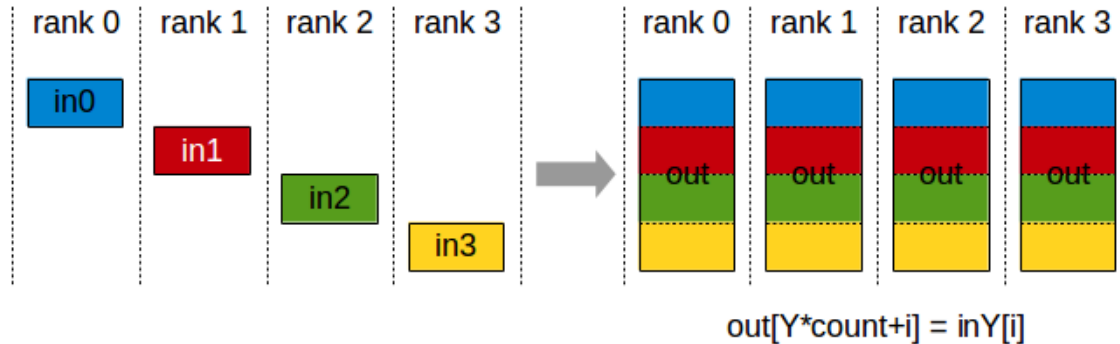 rank 0 rank 1 rank 2 rank 3 rank 0 rank 1 rank 2 rank 3
in0
in1
out out out out
in2
in3
out[Y*count+i] = inY[i]